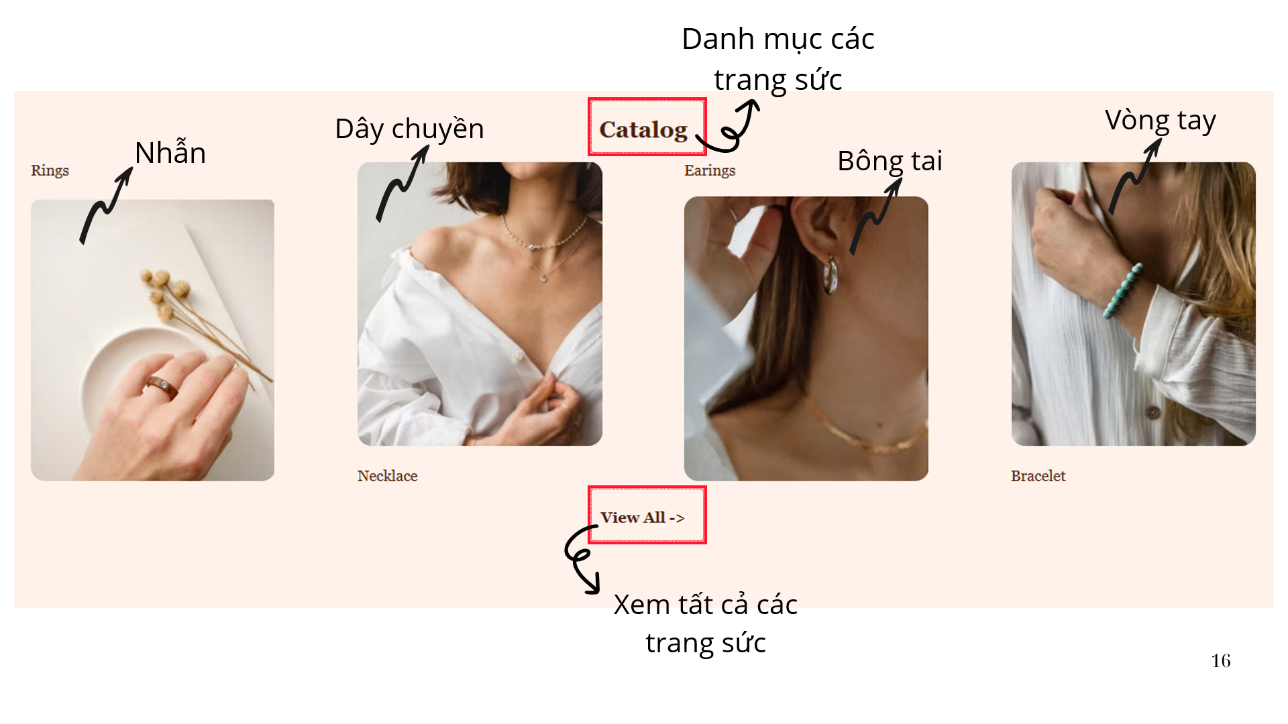 Danh mục các
trang sức
Catalog
Nhẫn
Dây chuyền
Bông tai
Vòng tay
Rings
Earings
Necklace
Bracelet
View All ->
Xem tất cả các
trang sức
16